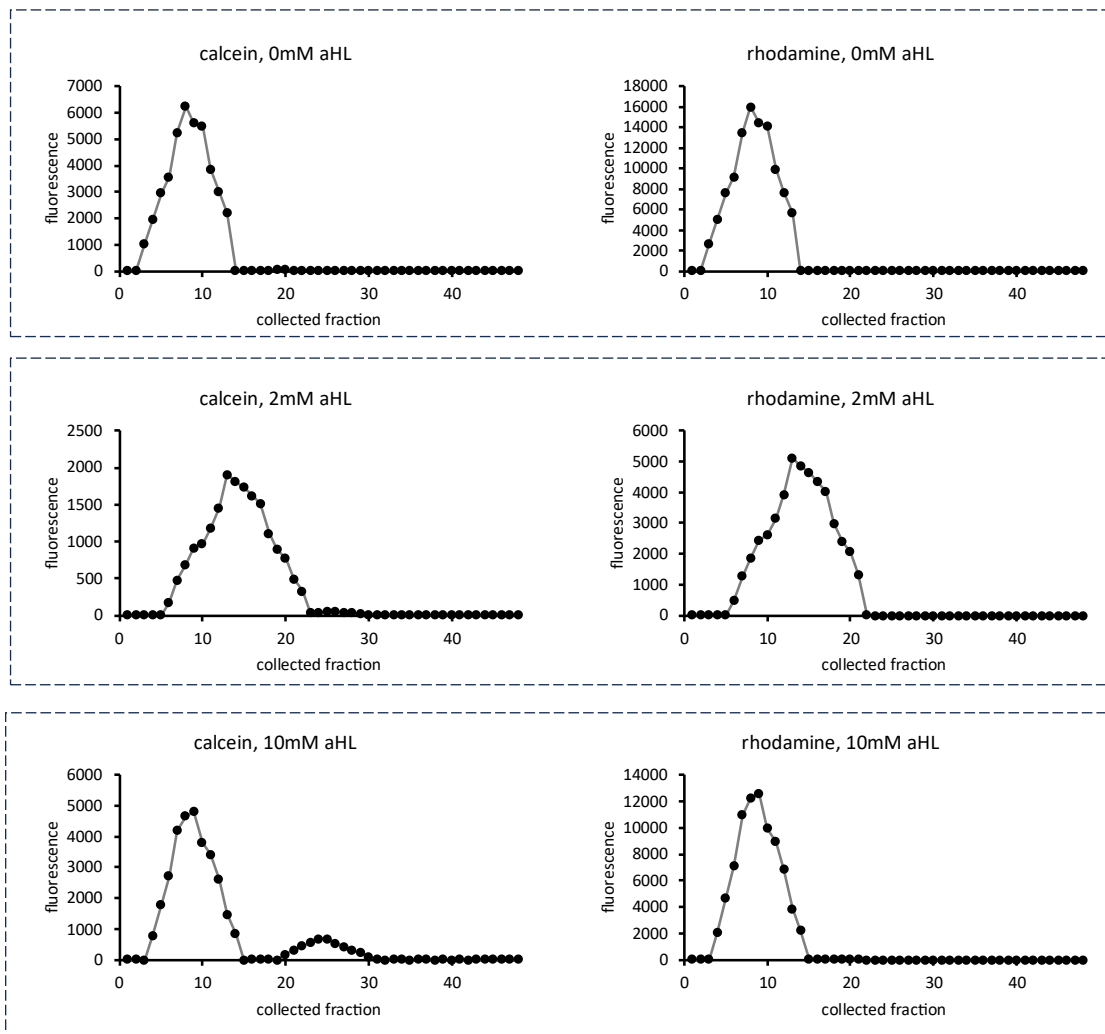 calcein, 0mM aHL
7000
6000
5000
4000
3000
2000
1000
0
fluorescence
0 10 20 30 40
collected fraction
rhodamine, 0mM aHL
18000
16000
14000
12000
10000
8000
6000
4000
2000
0
fluorescence
0 10 20 30 40
collected fraction
calcein, 2mM aHL
2500
2000
1500
1000
500
0
fluorescence
0 10 20 30 40
collected fraction
rhodamine, 2mM aHL
6000
5000
4000
3000
2000
1000
0
fluorescence
0 10 20 30 40
collected fraction
calcein, 10mM aHL
6000
5000
4000
3000
2000
1000
0
fluorescence
0 10 20 30 40
collected fraction
rhodamine, 10mM aHL
14000
12000
10000
8000
6000
4000
2000
0
fluorescence
0 10 20 30 40
collected fraction